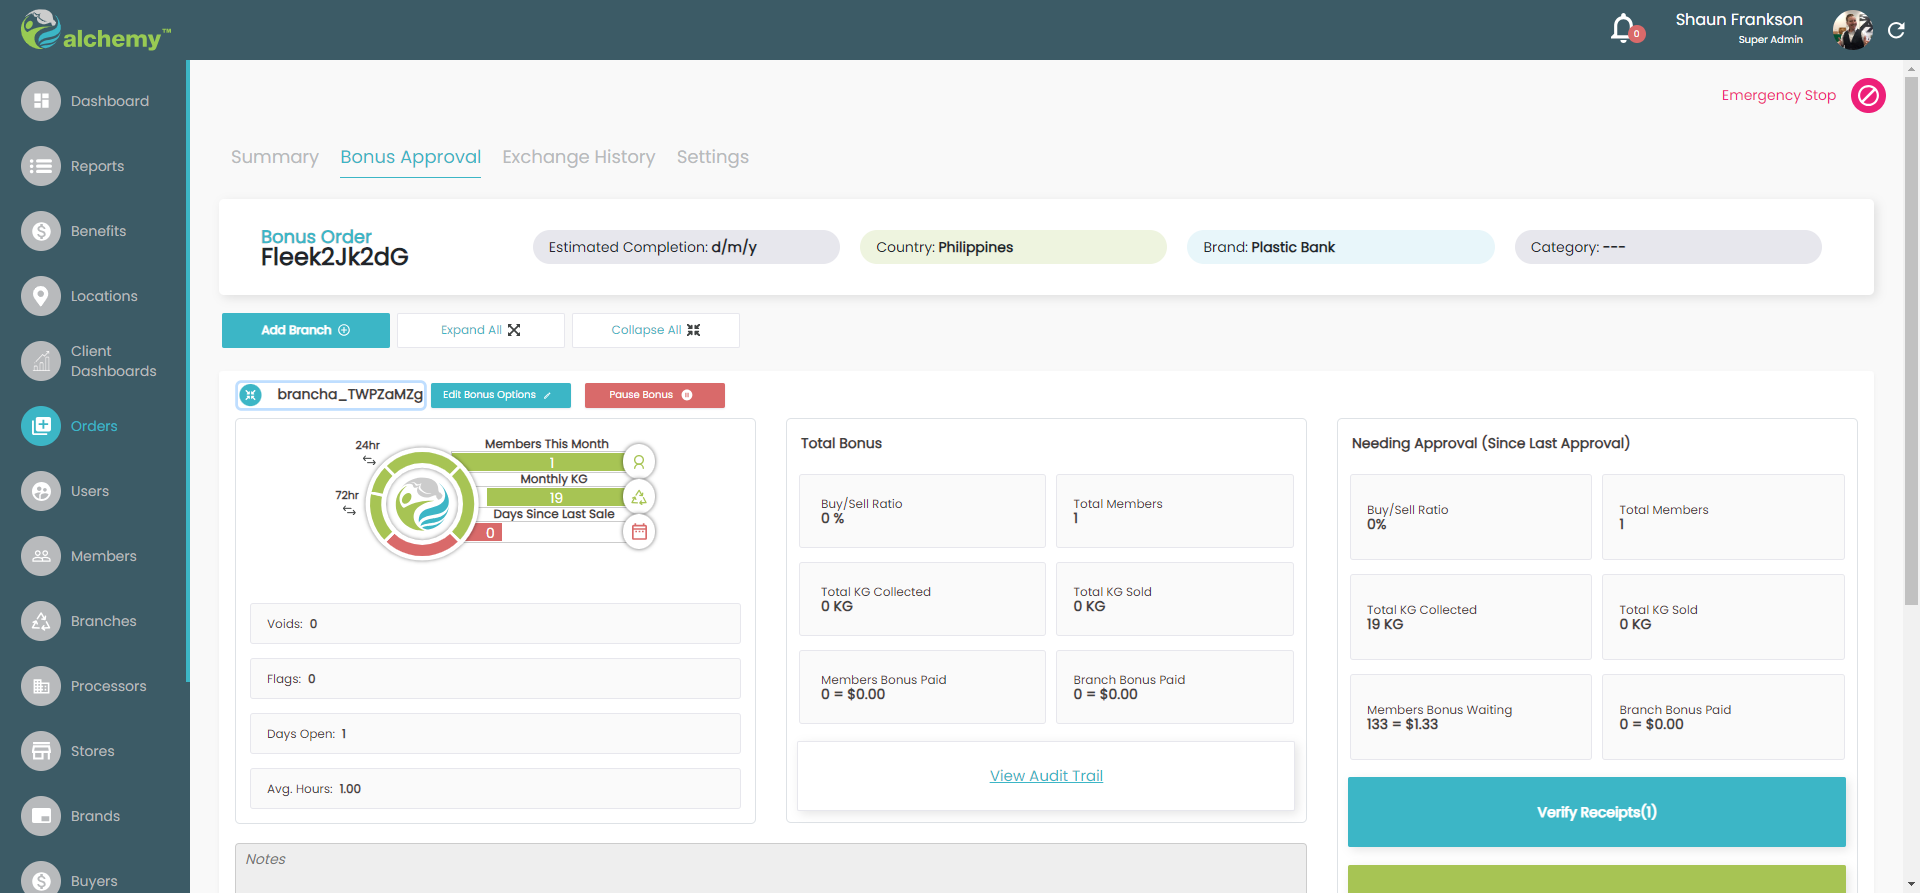 alchemy™
0
Shaun Frankson
Super Admin
Dashboard
Reports
Benefits
Locations
Client
Dashboards
Orders
Users
Members
Branches
Processors
Stores
Brands
Buyers
Emergency Stop
Summary
Bonus Approval
Exchange History
Settings
Bonus Order
Fleek2Jk2dG
Estimated Completion: d/m/y
Country: Philippines
Brand: Plastic Bank
Category: ---
Add Branch
Expand All
Collapse All
brancha_TWPZaMZg
Edit Bonus Options
Pause Bonus
24hr
72hr
Members This Month
1
Monthly KG
19
Days Since Last Sale
0
Voids: 0
Flags: 0
Days Open: 1
Avg. Hours: 1.00
Total Bonus
Buy/Sell Ratio
0 %
Total Members
1
Total KG Collected
0 KG
Total KG Sold
0 KG
Members Bonus Paid
0 = $0.00
Branch Bonus Paid
0 = $0.00
View Audit Trail
Needing Approval (Since Last Approval)
Buy/Sell Ratio
0%
Total Members
1
Total KG Collected
19 KG
Total KG Sold
0 KG
Members Bonus Waiting
133 = $1.33
Branch Bonus Paid
0 = $0.00
Verify Receipts(1)
Notes